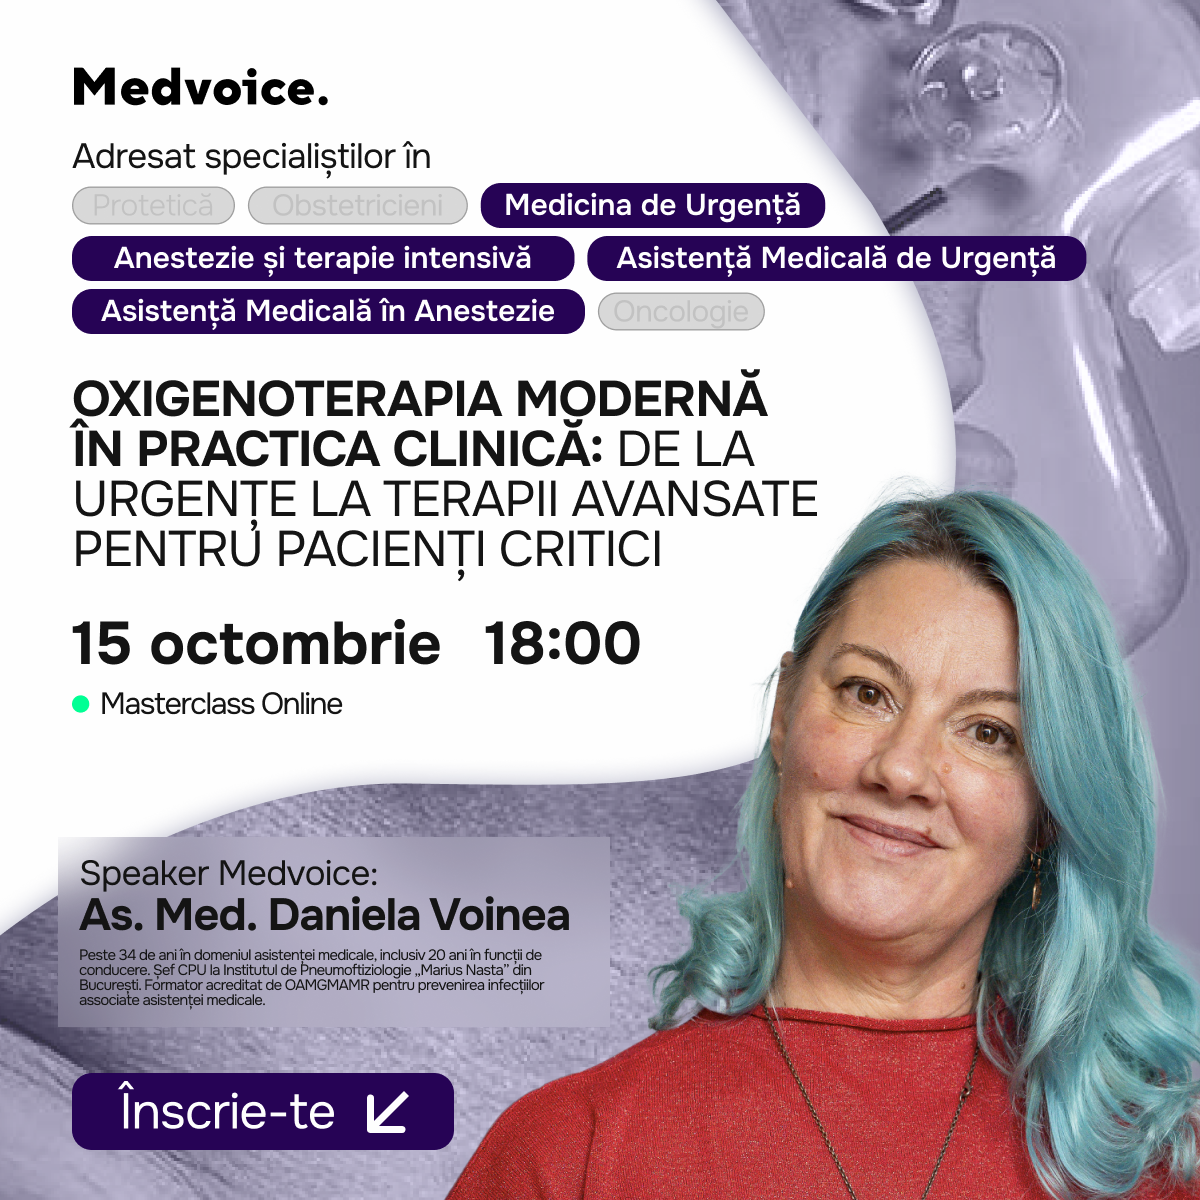 Medvoice.
Adresat specialiștilor în
Protetică Obstetricieni Medicina de Urgență
Anestezie și terapie intensivă Asistență Medicală de Urgență
Asistență Medicală în Anestezie Oncologie
OXIGENOTERAPIA MODERNĂ
ÎN PRACTICA CLINICĂ: DE LA
URGENȚE LA TERAPII AVANSATE
PENTRU PACIENȚI CRITICI
15 octombrie 18:00
Masterclass Online
Speaker Medvoice:
As. Med. Daniela Voinea
Peste 34 de ani în domeniul asistenței medicale, inclusiv 20 ani în funcții de
conducere. Șef CPU la Institutul de Pneumoftiziologie „Marius Nasta” din
București. Formator acreditat de OAMGMAMR pentru prevenirea infecțiilor
associate asistenței medicale.
Înscrie-te